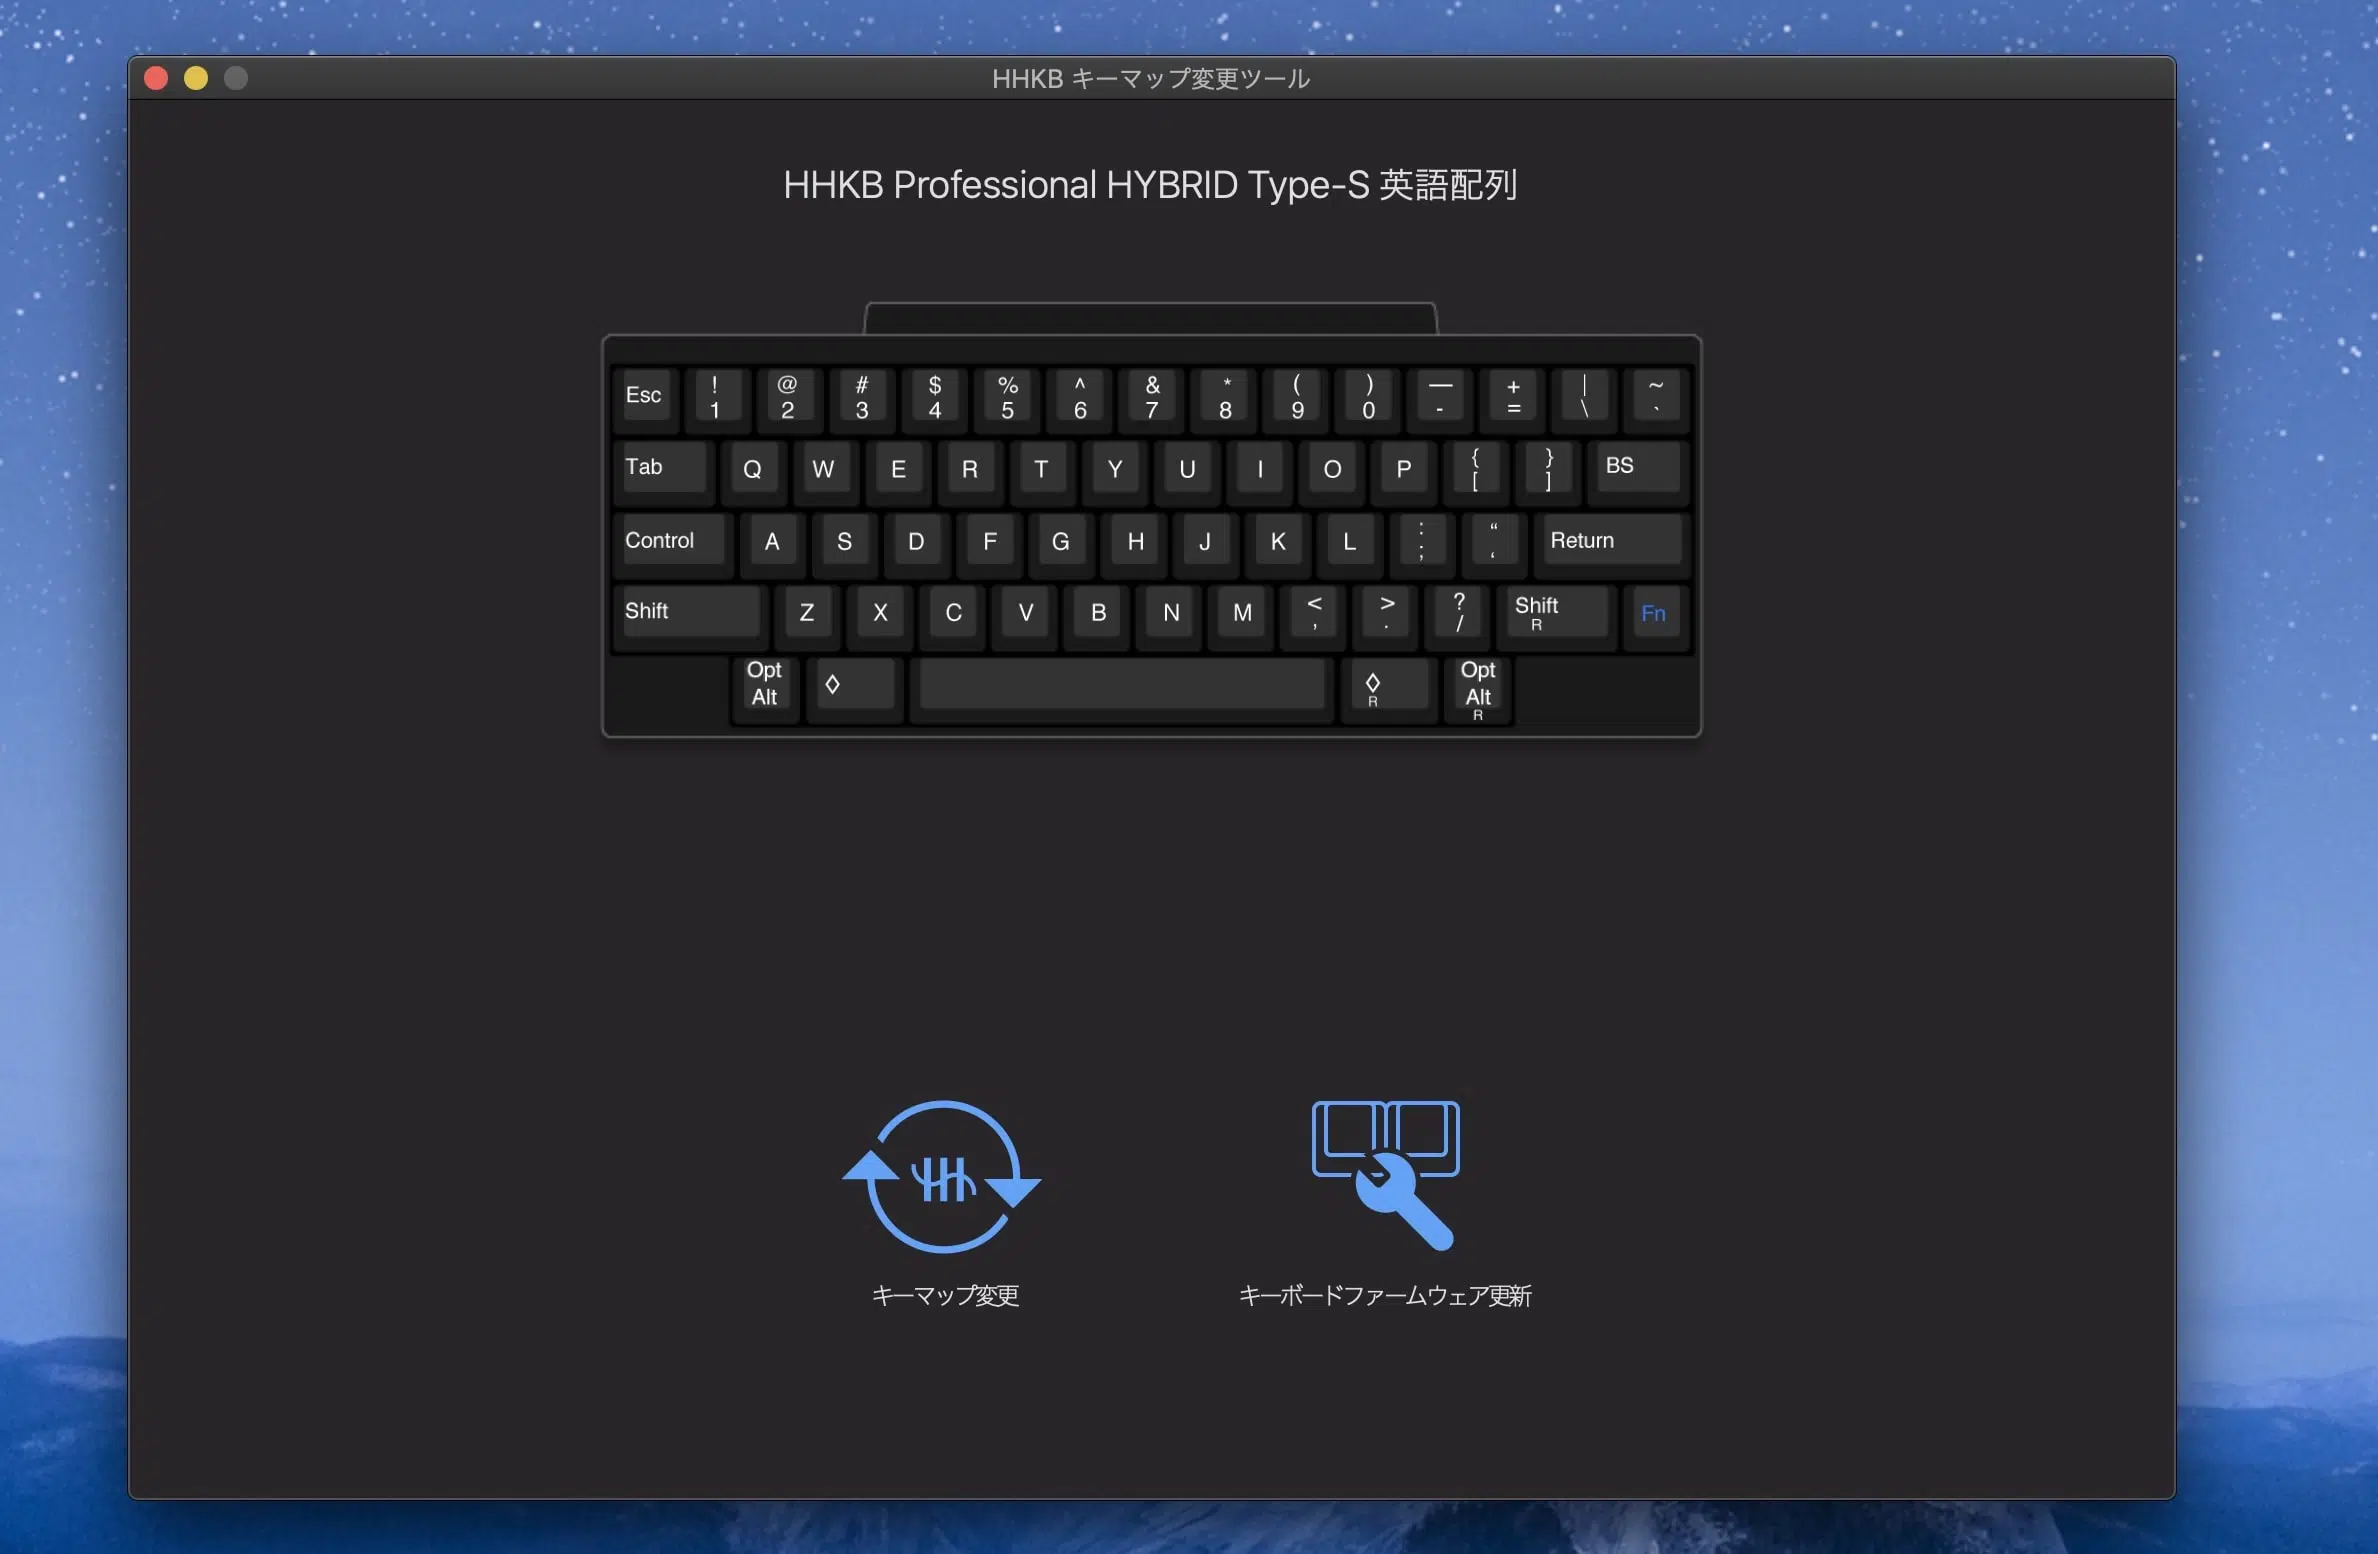 HHKB キーマップ変更ツール
HHKB Professional HYBRID Type-S 英語配列
Esc ! 1 @ 2 # 3 $ 4 % 5 ^ 6 & 7 * 8 ( 9 ) 0 — - + = | \ ~ `
Tab Q W E R T Y U I O P { [ } ] BS
Control A S D F G H J K L : ; “ ‘ Return
Shift Z X C V B N M < , > . ? / Shift R Fn
Opt Alt ◊ ◊ R Opt Alt R
キーマップ変更
キーボードファームウェア更新